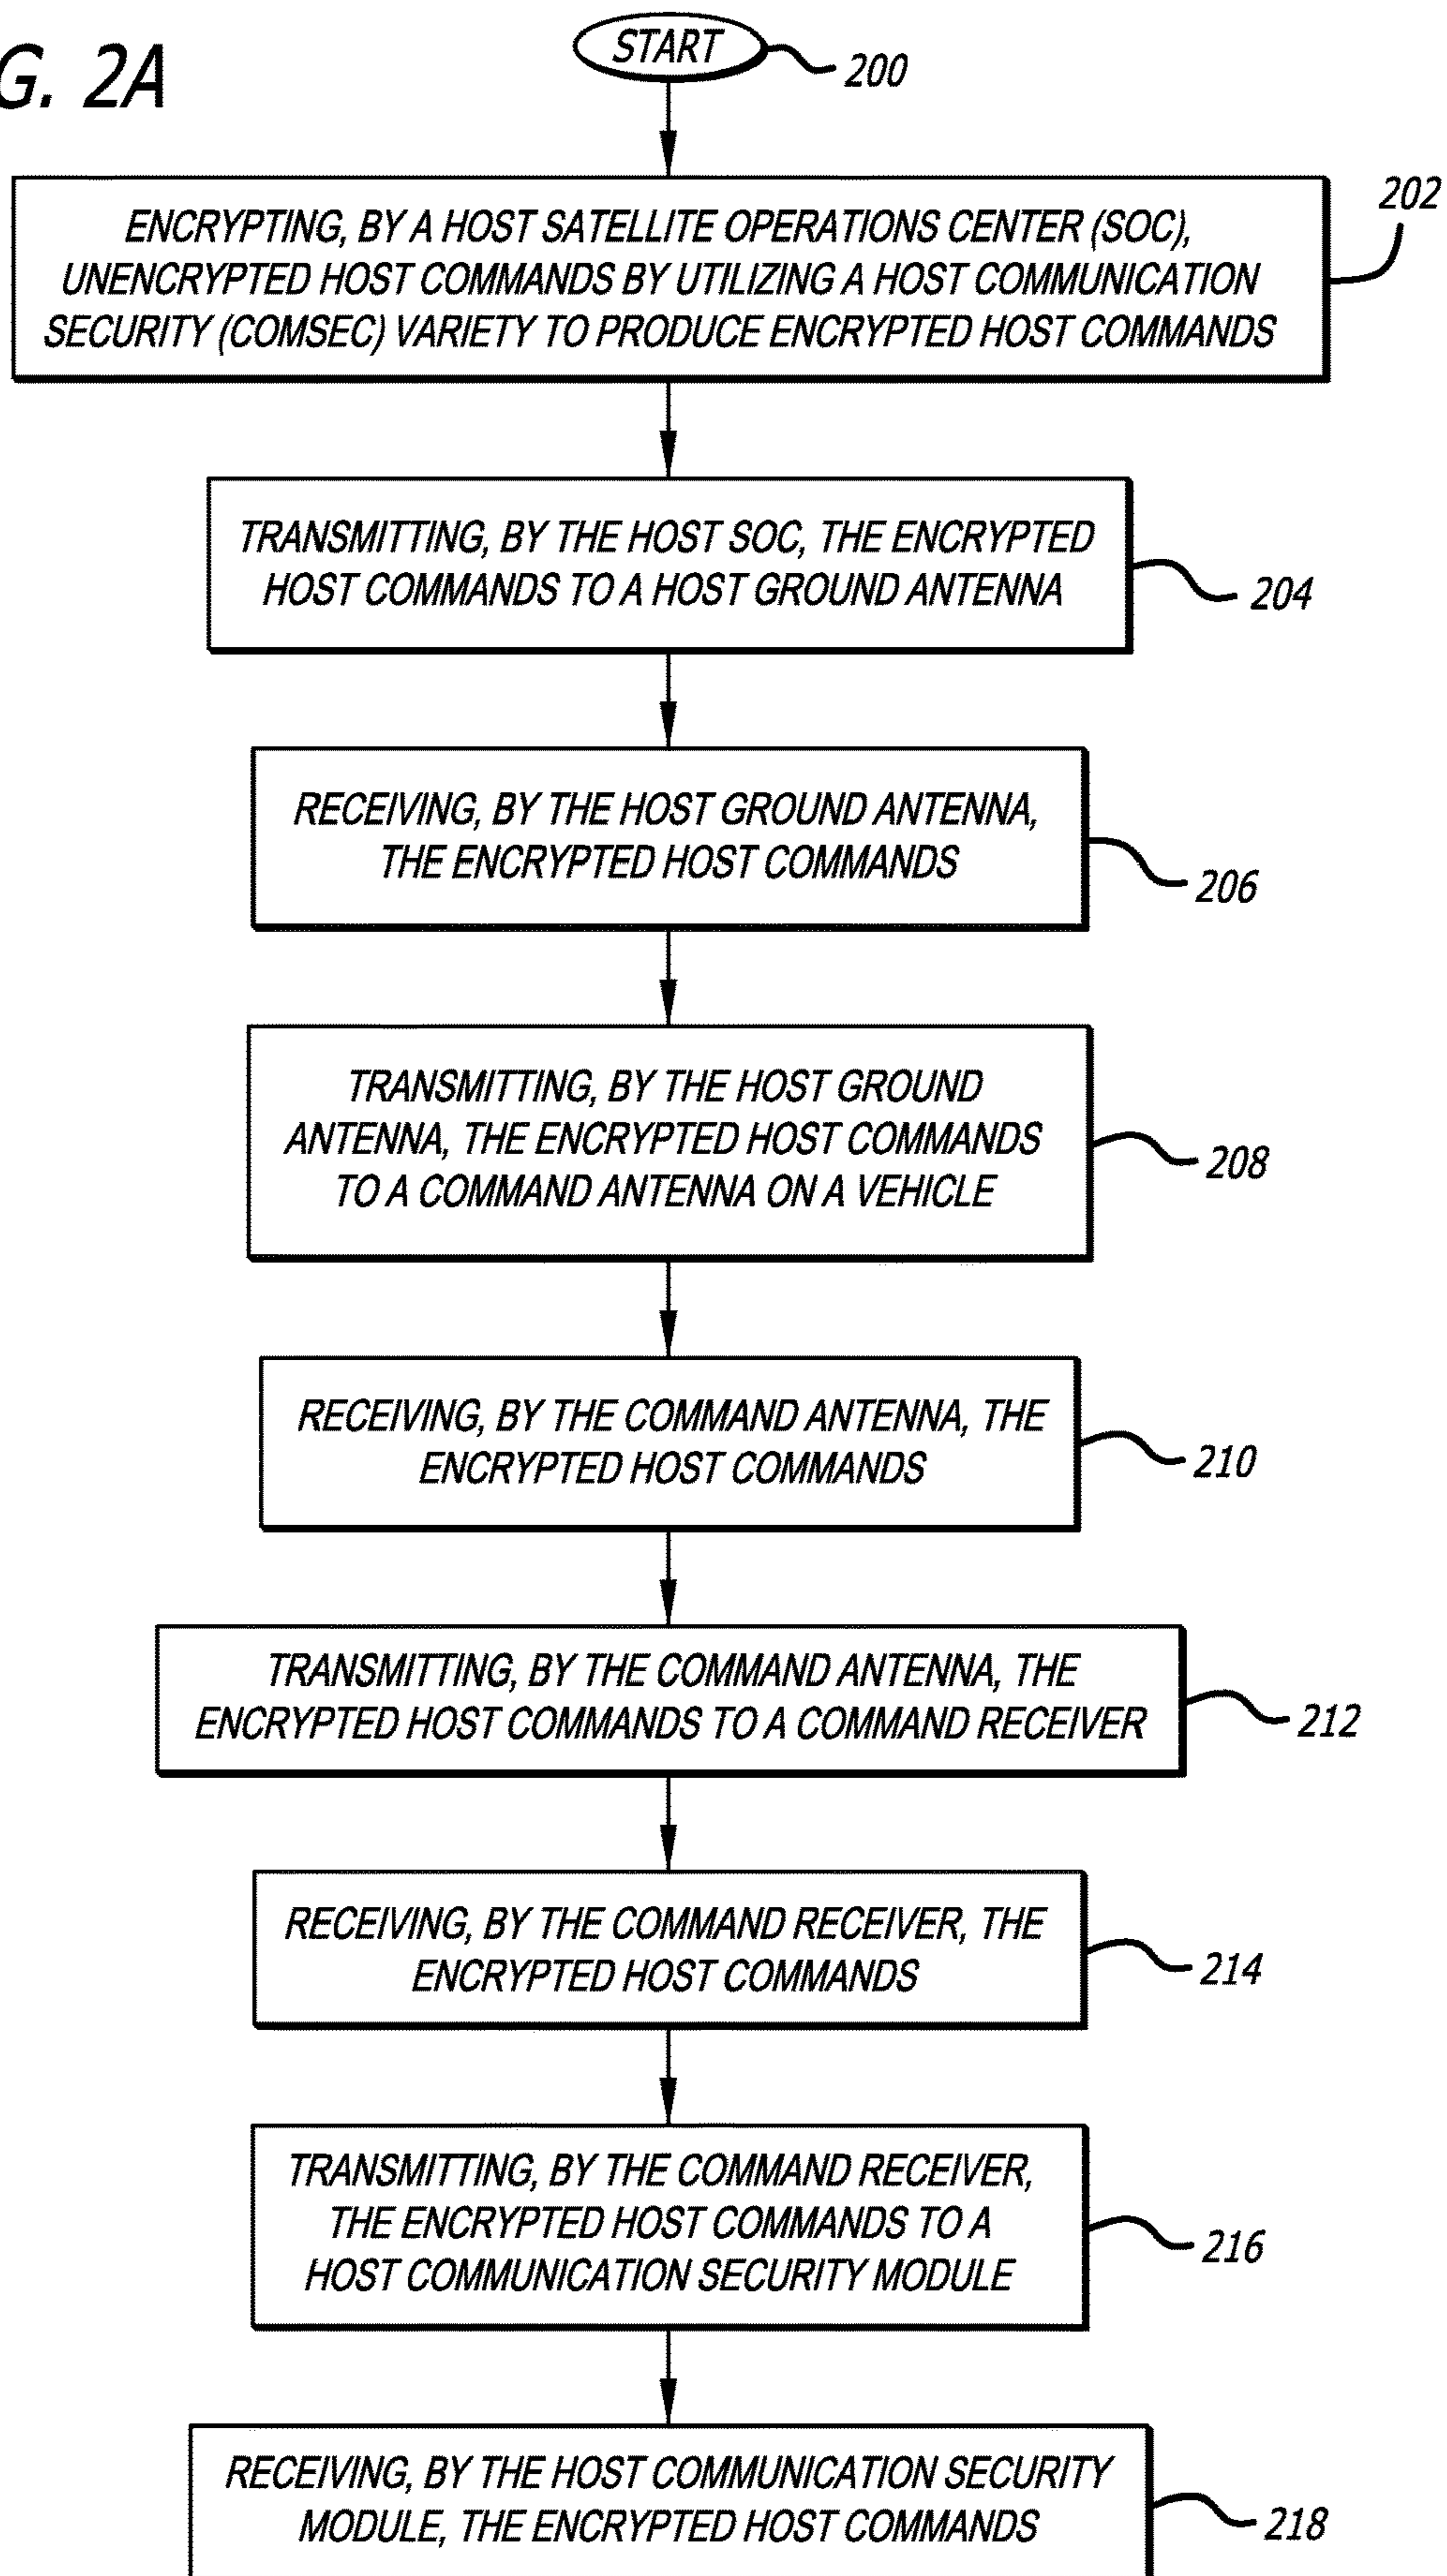 G. 2A
START
200
202
ENCRYPTING, BY A HOST SATELLITE OPERATIONS CENTER (SOC),
UNENCRYPTED HOST COMMANDS BY UTILIZING A HOST COMMUNICATION
SECURITY (COMSEC) VARIETY TO PRODUCE ENCRYPTED HOST COMMANDS
TRANSMITTING, BY THE HOST SOC, THE ENCRYPTED
HOST COMMANDS TO A HOST GROUND ANTENNA
204
RECEIVING, BY THE HOST GROUND ANTENNA,
THE ENCRYPTED HOST COMMANDS
206
TRANSMITTING, BY THE HOST GROUND
ANTENNA, THE ENCRYPTED HOST COMMANDS
TO A COMMAND ANTENNA ON A VEHICLE
208
RECEIVING, BY THE COMMAND ANTENNA, THE
ENCRYPTED HOST COMMANDS
210
TRANSMITTING, BY THE COMMAND ANTENNA, THE
ENCRYPTED HOST COMMANDS TO A COMMAND RECEIVER
212
RECEIVING, BY THE COMMAND RECEIVER, THE
ENCRYPTED HOST COMMANDS
214
TRANSMITTING, BY THE COMMAND RECEIVER,
THE ENCRYPTED HOST COMMANDS TO A
HOST COMMUNICATION SECURITY MODULE
216
RECEIVING, BY THE HOST COMMUNICATION SECURITY
MODULE, THE ENCRYPTED HOST COMMANDS
218